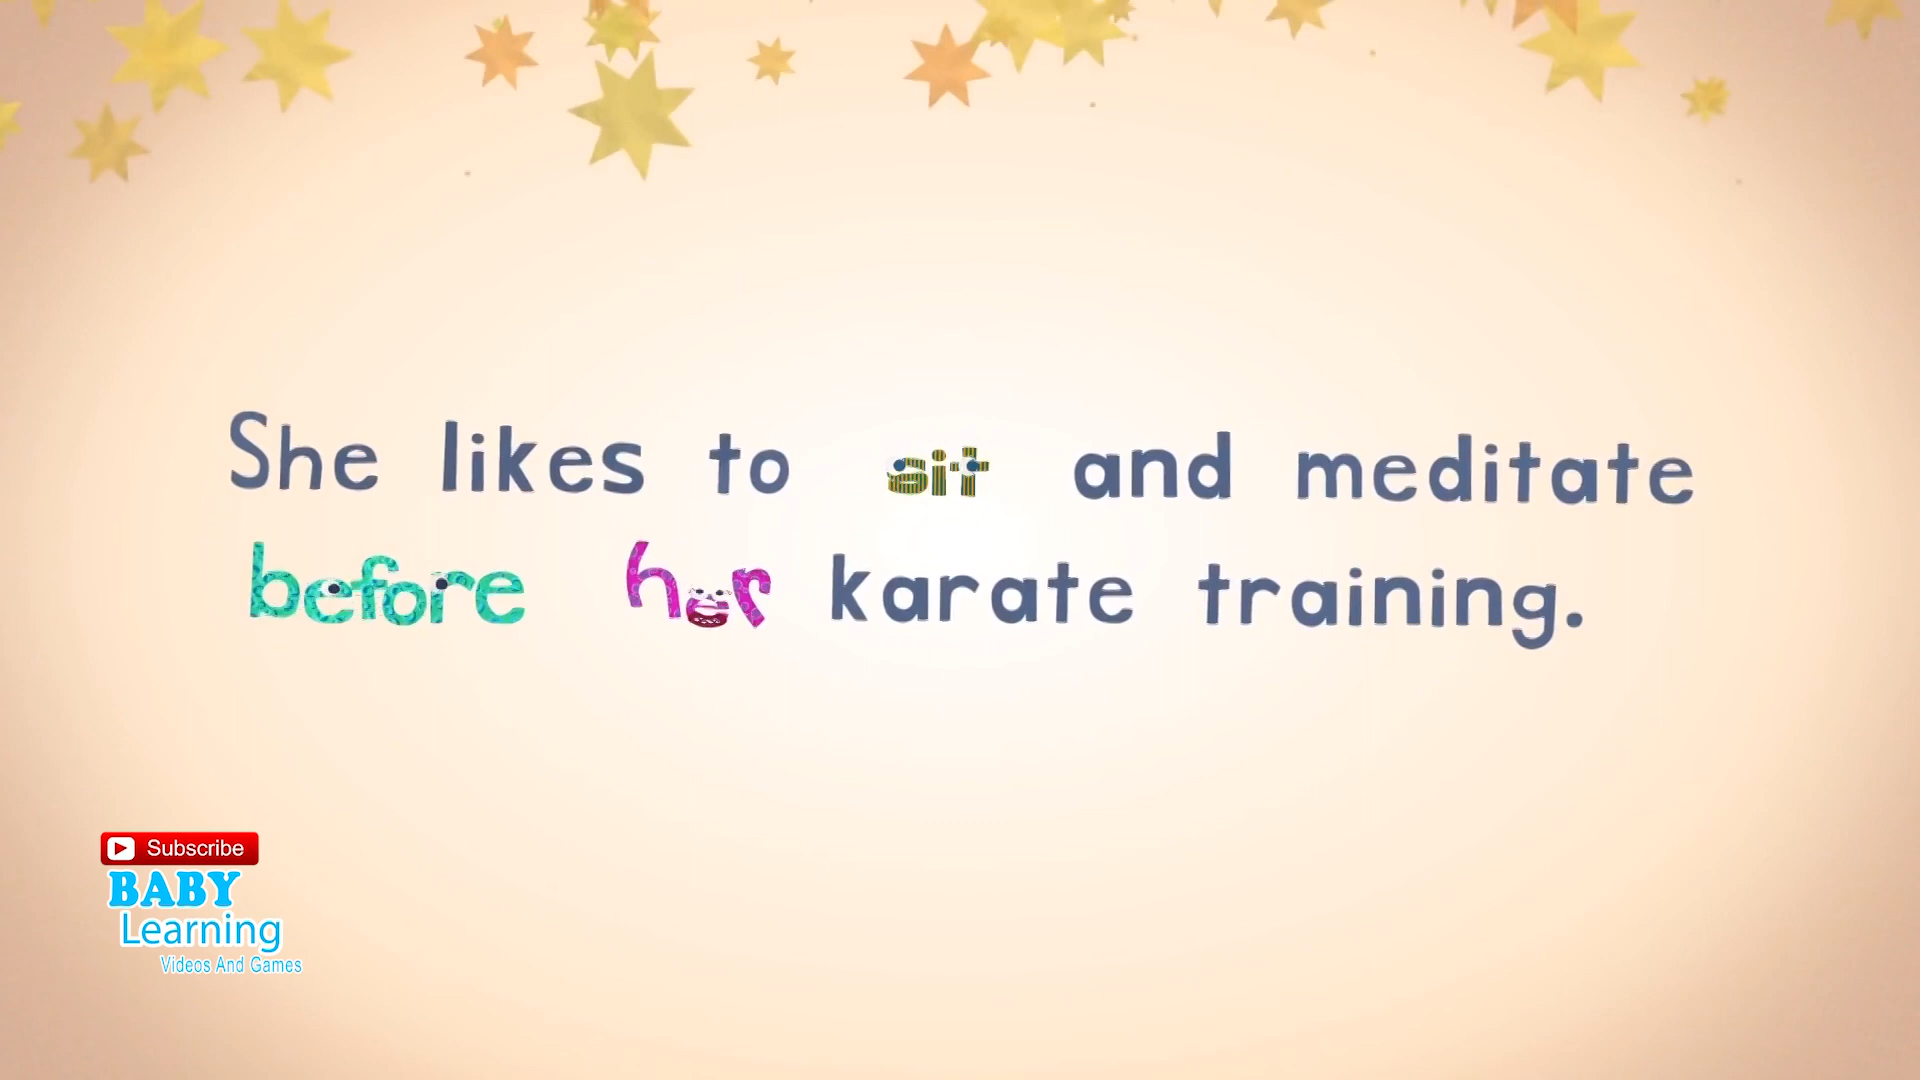 She likes to sit and meditate
before her karate training.
Subscribe
BABY
Learning
Videos And Games